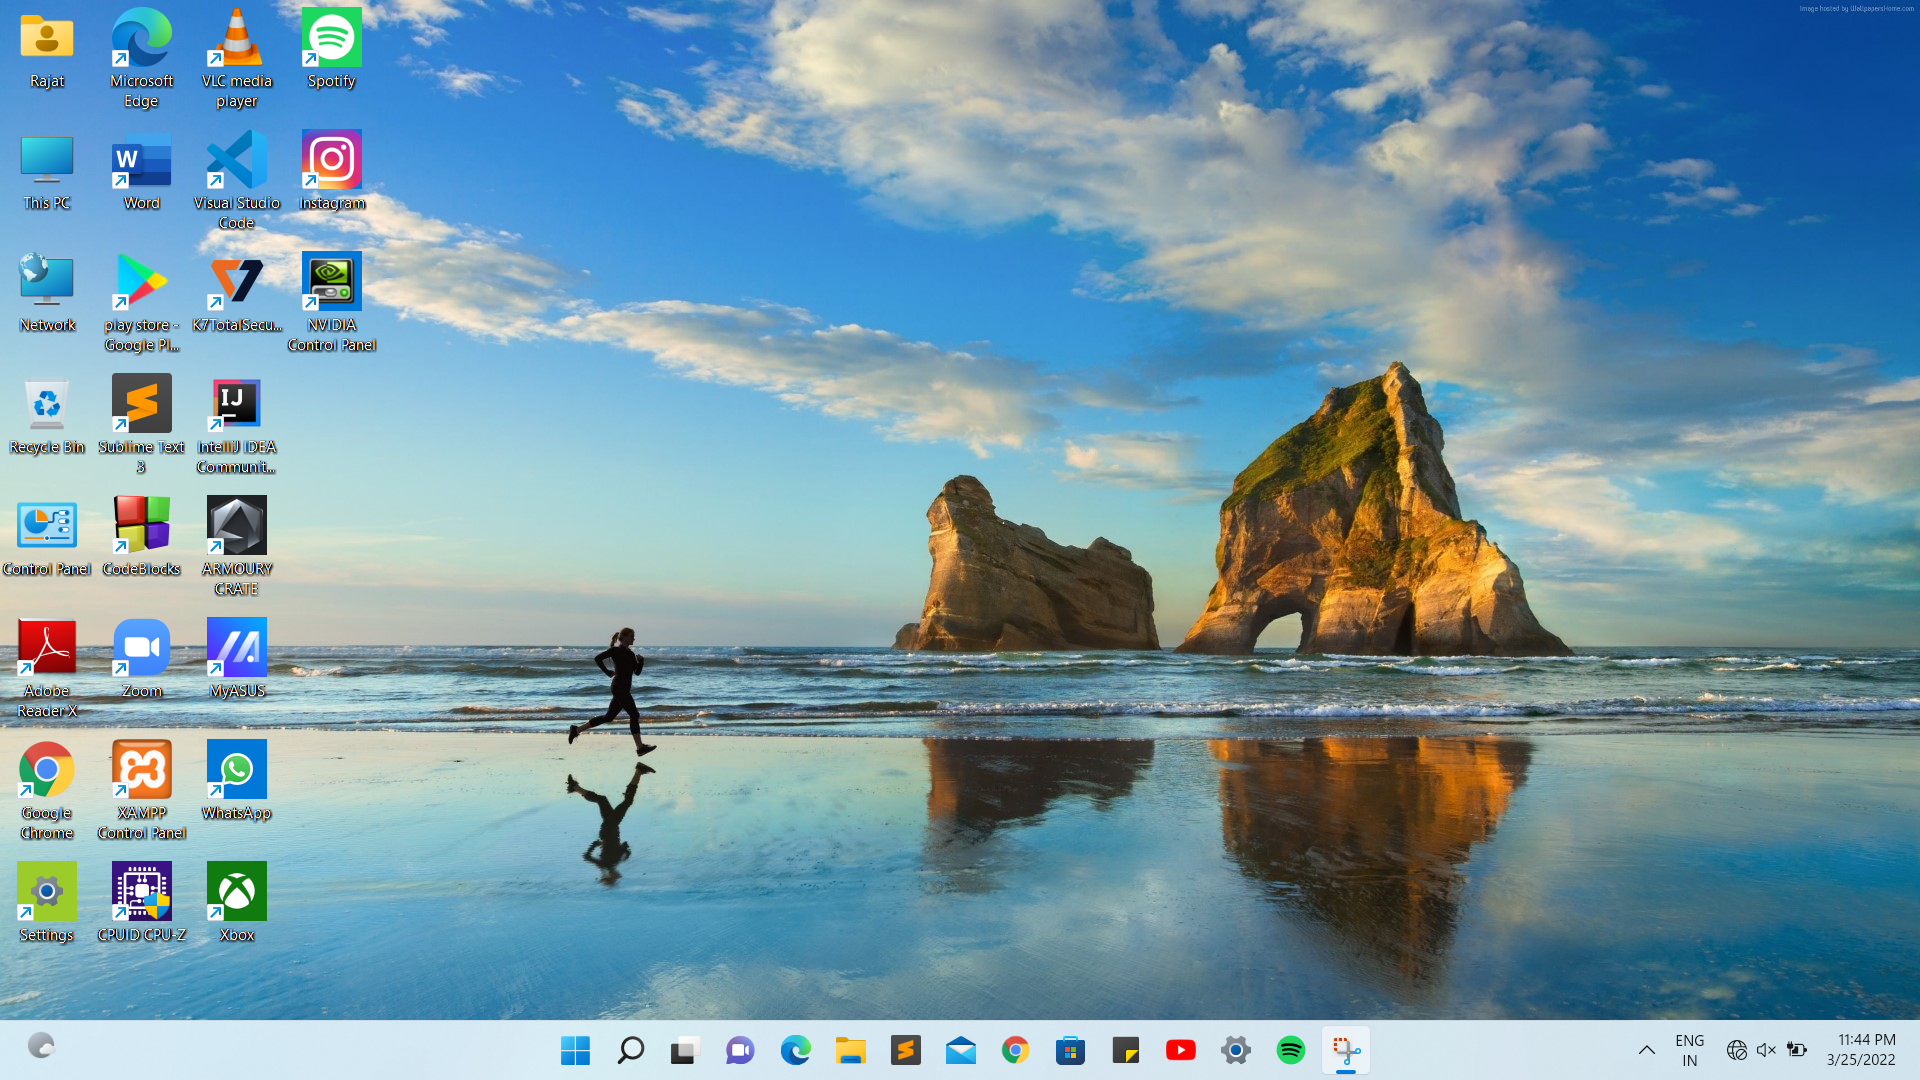 Image hosted by WallpapersHome.com
Rajat
Microsoft
Edge
VLC media
player
Spotify
This PC
Word
Visual Studio
Code
Instagram
Network
play store -
Google Pl...
K7TotalSecu...
NVIDIA
Control Panel
Recycle Bin
Sublime Text
3
IntelliJ IDEA
Communit...
Control Panel
CodeBlocks
ARMOURY
CRATE
Adobe
Reader X
Zoom
MyASUS
Google
Chrome
XAMPP
Control Panel
WhatsApp
Settings
CPUID CPU-Z
Xbox
W
IJ
ENG
IN
11:44 PM
3/25/2022